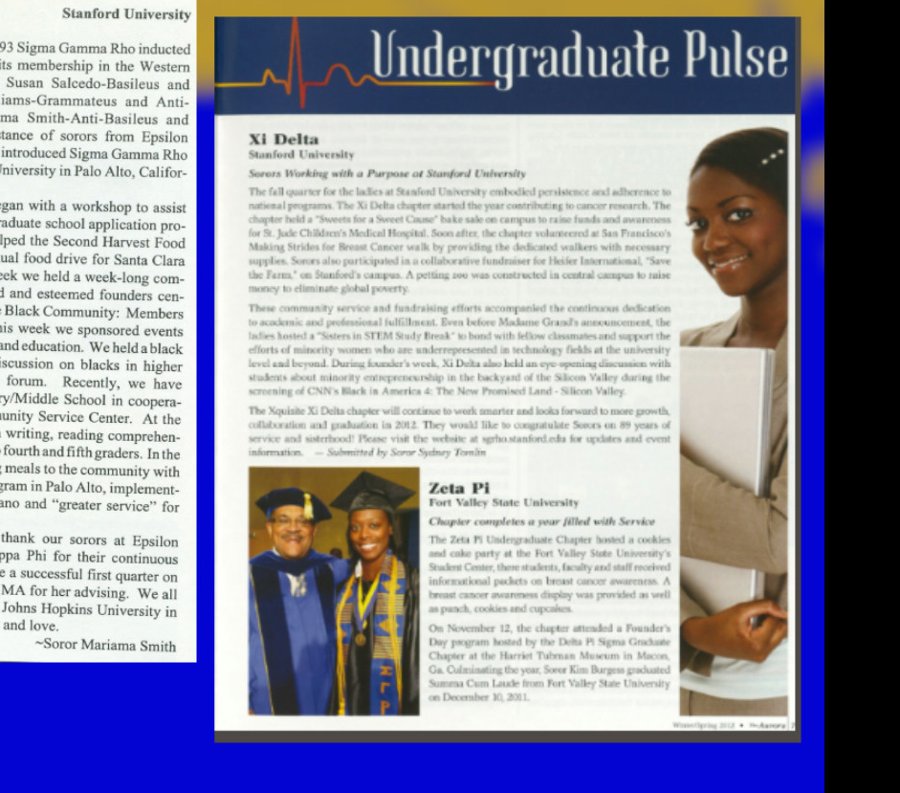 Stanford University
93 Sigma Gamma Rho inducted
its membership in the Western
Susan Salcedo-Basileus and
iams-Grammateus and Anti-
ma Smith-Anti-Basileus and
tance of sorors from Epsilon
introduced Sigma Gamma Rho
University in Palo Alto, Califor-
egan with a workshop to assist
raduate school application pro-
lped the Second Harvest Food
ual food drive for Santa Clara
eek we held a week-long com-
d and esteemed founders cen-
Black Community: Members
his week we sponsored events
and education. We held a black
iscussion on blacks in higher
forum. Recently, we have
ry/Middle School in coopera-
unity Service Center. At the
writing, reading comprehen-
fourth and fifth graders. In the
meals to the community with
gram in Palo Alto, implement-
ano and "greater service" for
thank our sorors at Epsilon
ppa Phi for their continuous
e a successful first quarter on
MA for her advising. We all
Johns Hopkins University in
and love.
~Soror Mariama Smith
Undergraduate Pulse
Xi Delta
Stanford University
Sorors Working with a Purpose at Stanford University
The fall quarter for the ladies at Stanford University embodied persistence and adherence to
national programs. The Xi Delta chapter started the year contributing to cancer research. The
chapter held a "Sweets for a Sweet Cause" bake sale on campus to raise funds and awareness
for St. Jude Children's Medical Hospital. Soon after, the chapter volunteered at San Francisco's
Making Strides for Breast Cancer walk by providing the dedicated walkers with necessary
supplies. Sorors also participated in a collaborative fundraiser for Heifer International, "Save
the Farm," on Stanford's campus. A petting zoo was constructed in central campus to raise
money to eliminate global poverty.
These community service and fundraising efforts accompanied the continuous dedication
to academic and professional fulfillment. Even before Madame Grand's announcement, the
ladies hosted a "Sisters in STEM Study Break" to bond with fellow classmates and support the
efforts of minority women who are underrepresented in technology fields at the university
level and beyond. During founder's week, Xi Delta also held an eye-opening discussion with
students about minority entrepreneurship in the backyard of the Silicon Valley during the
screening of CNN's Black in America 4: The New Promised Land - Silicon Valley.
The Xquisite Xi Delta chapter will continue to work smarter and looks forward to more growth,
collaboration and graduation in 2012. They would like to congratulate Sorors on 89 years of
service and sisterhood! Please visit the website at sgrho.stanford.edu for updates and event
information. — Submitted by Soror Sydney Tomlin
Zeta Pi
Fort Valley State University
Chapter completes a year filled with Service
The Zeta Pi Undergraduate Chapter hosted a cookies
and cake party at the Fort Valley State University's
Student Center, there students, faculty and staff received
informational packets on breast cancer awareness. A
breast cancer awareness display was provided as well
as punch, cookies and cupcakes.
On November 12, the chapter attended a Founder's
Day program hosted by the Delta Pi Sigma Graduate
Chapter at the Harriet Tubman Museum in Macon,
Ga. Culminating the year, Soror Kim Burgess graduated
Summa Cum Laude from Fort Valley State University
on December 10, 2011.
ΣΓΡ
Winter/Spring 2012 • The Aurora 7